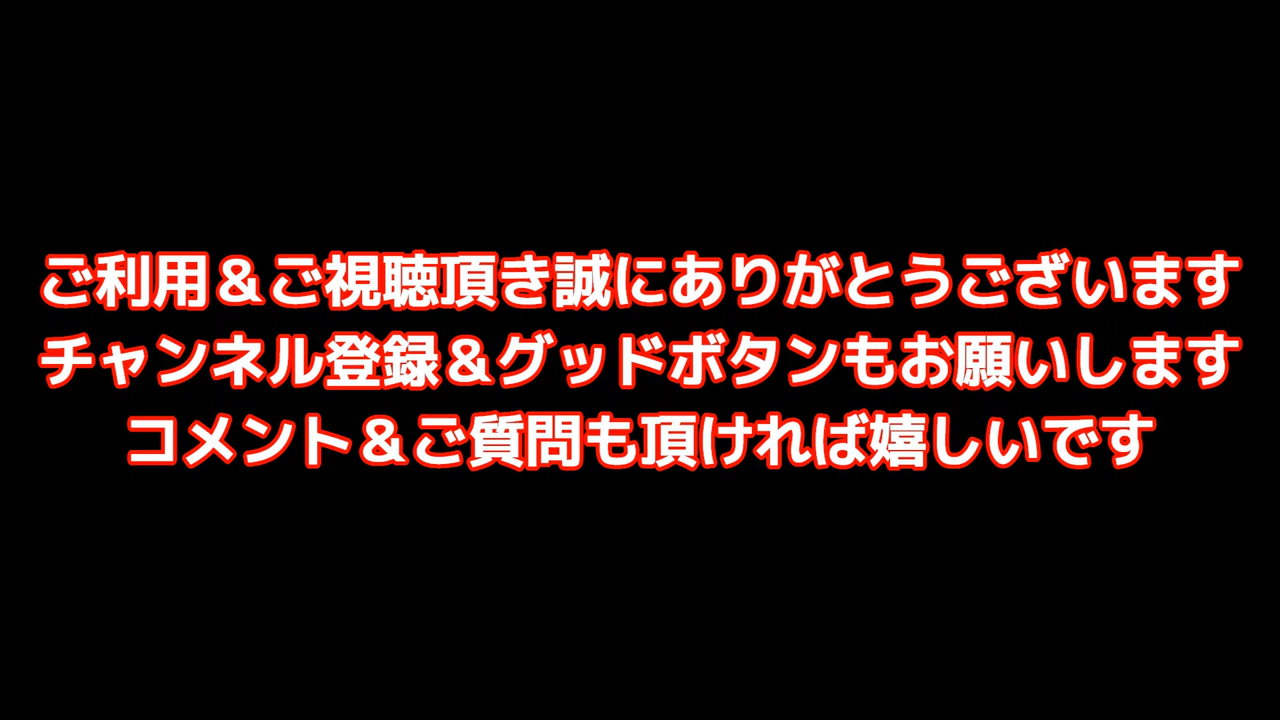 ご利用＆ご視聴頂き誠にありがとうございます
チャンネル登録＆グッドボタンもお願いします
コメント＆ご質問も頂ければ嬉しいです